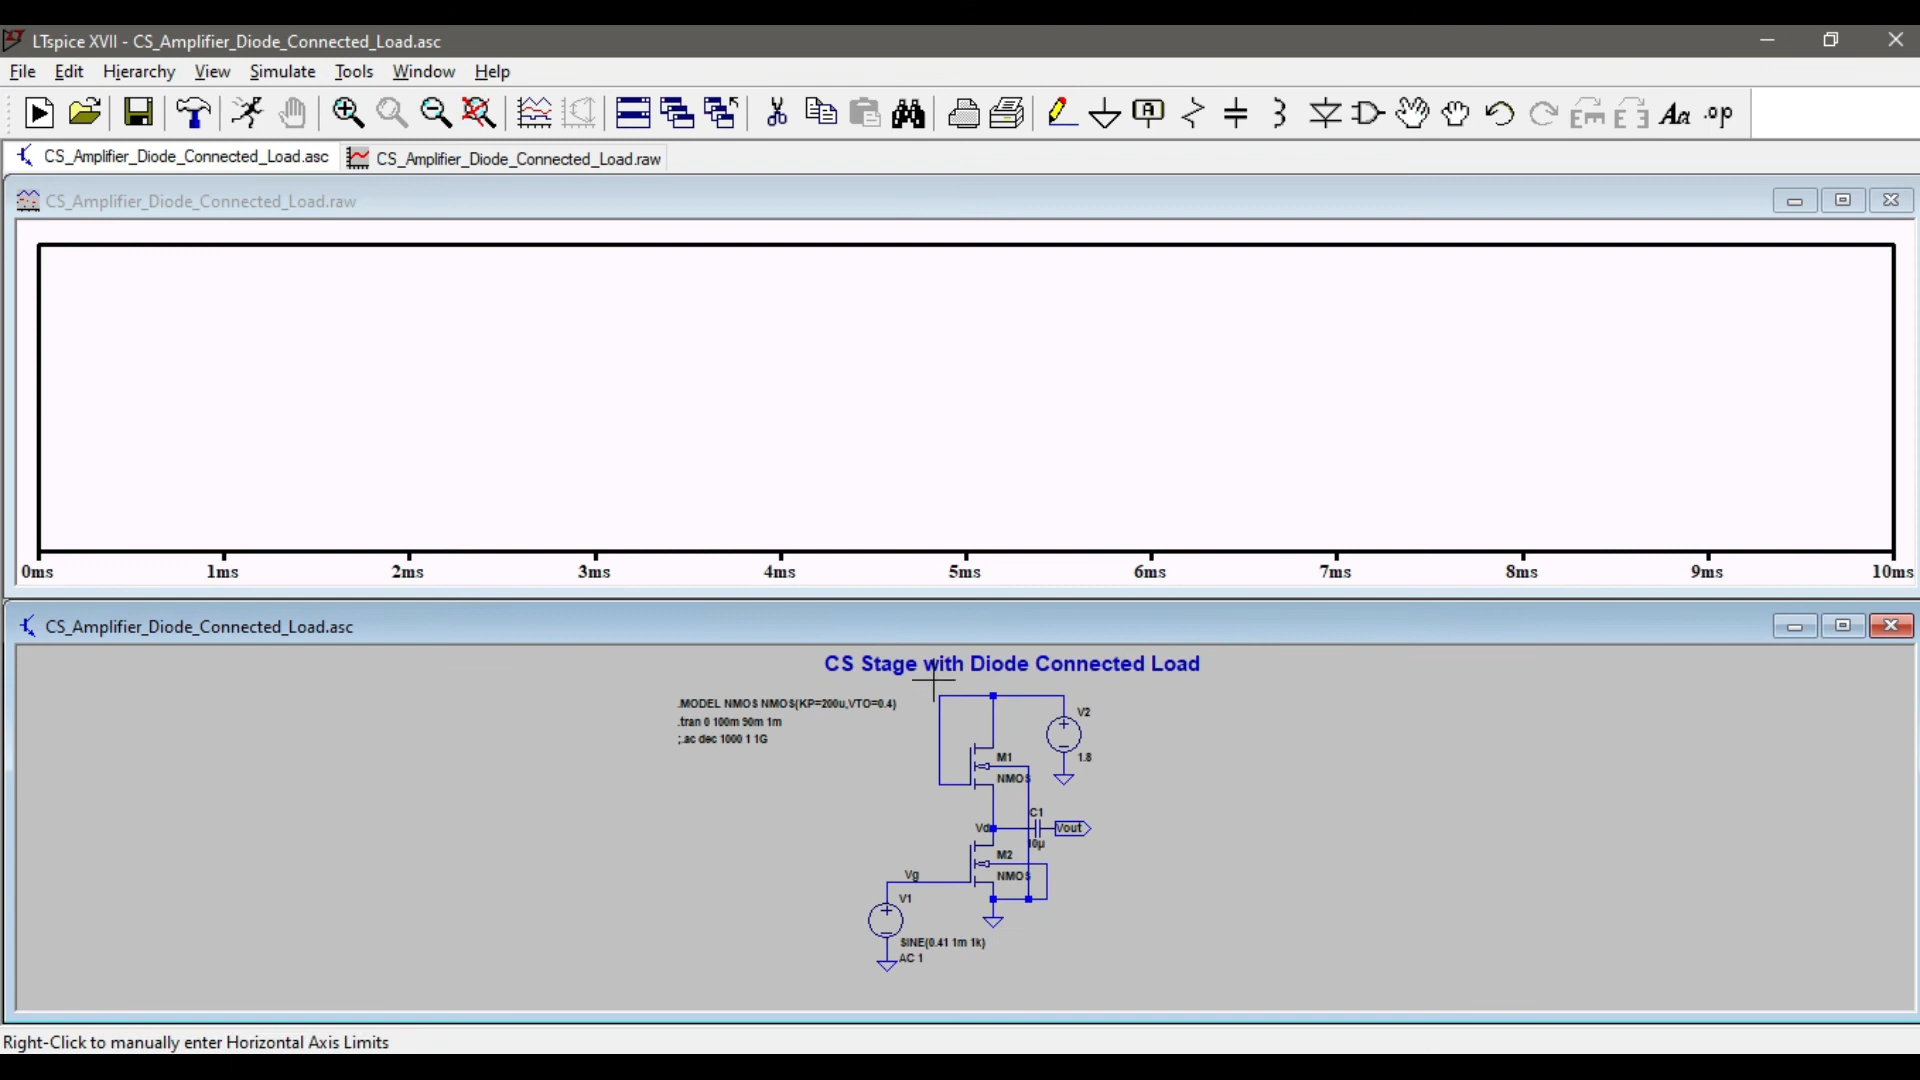 LTspice XVII - CS_Amplifier_Diode_Connected_Load.asc
File Edit Hierarchy View Simulate Tools Window Help
A
Aa .op
CS_Amplifier_Diode_Connected_Load.asc CS_Amplifier_Diode_Connected_Load.raw
CS_Amplifier_Diode_Connected_Load.raw
0ms 1ms 2ms 3ms 4ms 5ms 6ms 7ms 8ms 9ms 10ms
CS_Amplifier_Diode_Connected_Load.asc
CS Stage with Diode Connected Load
.MODEL NMOS NMOS(KP=200u,VTO=0.4)
.tran 0 100m 90m 1m
;.ac dec 1000 1 1G
V2
1.8
M1
NMOS
C1
Vd
Vout
10µ
M2
NMOS
Vg
V1
SINE(0.41 1m 1k)
AC 1
Right-Click to manually enter Horizontal Axis Limits